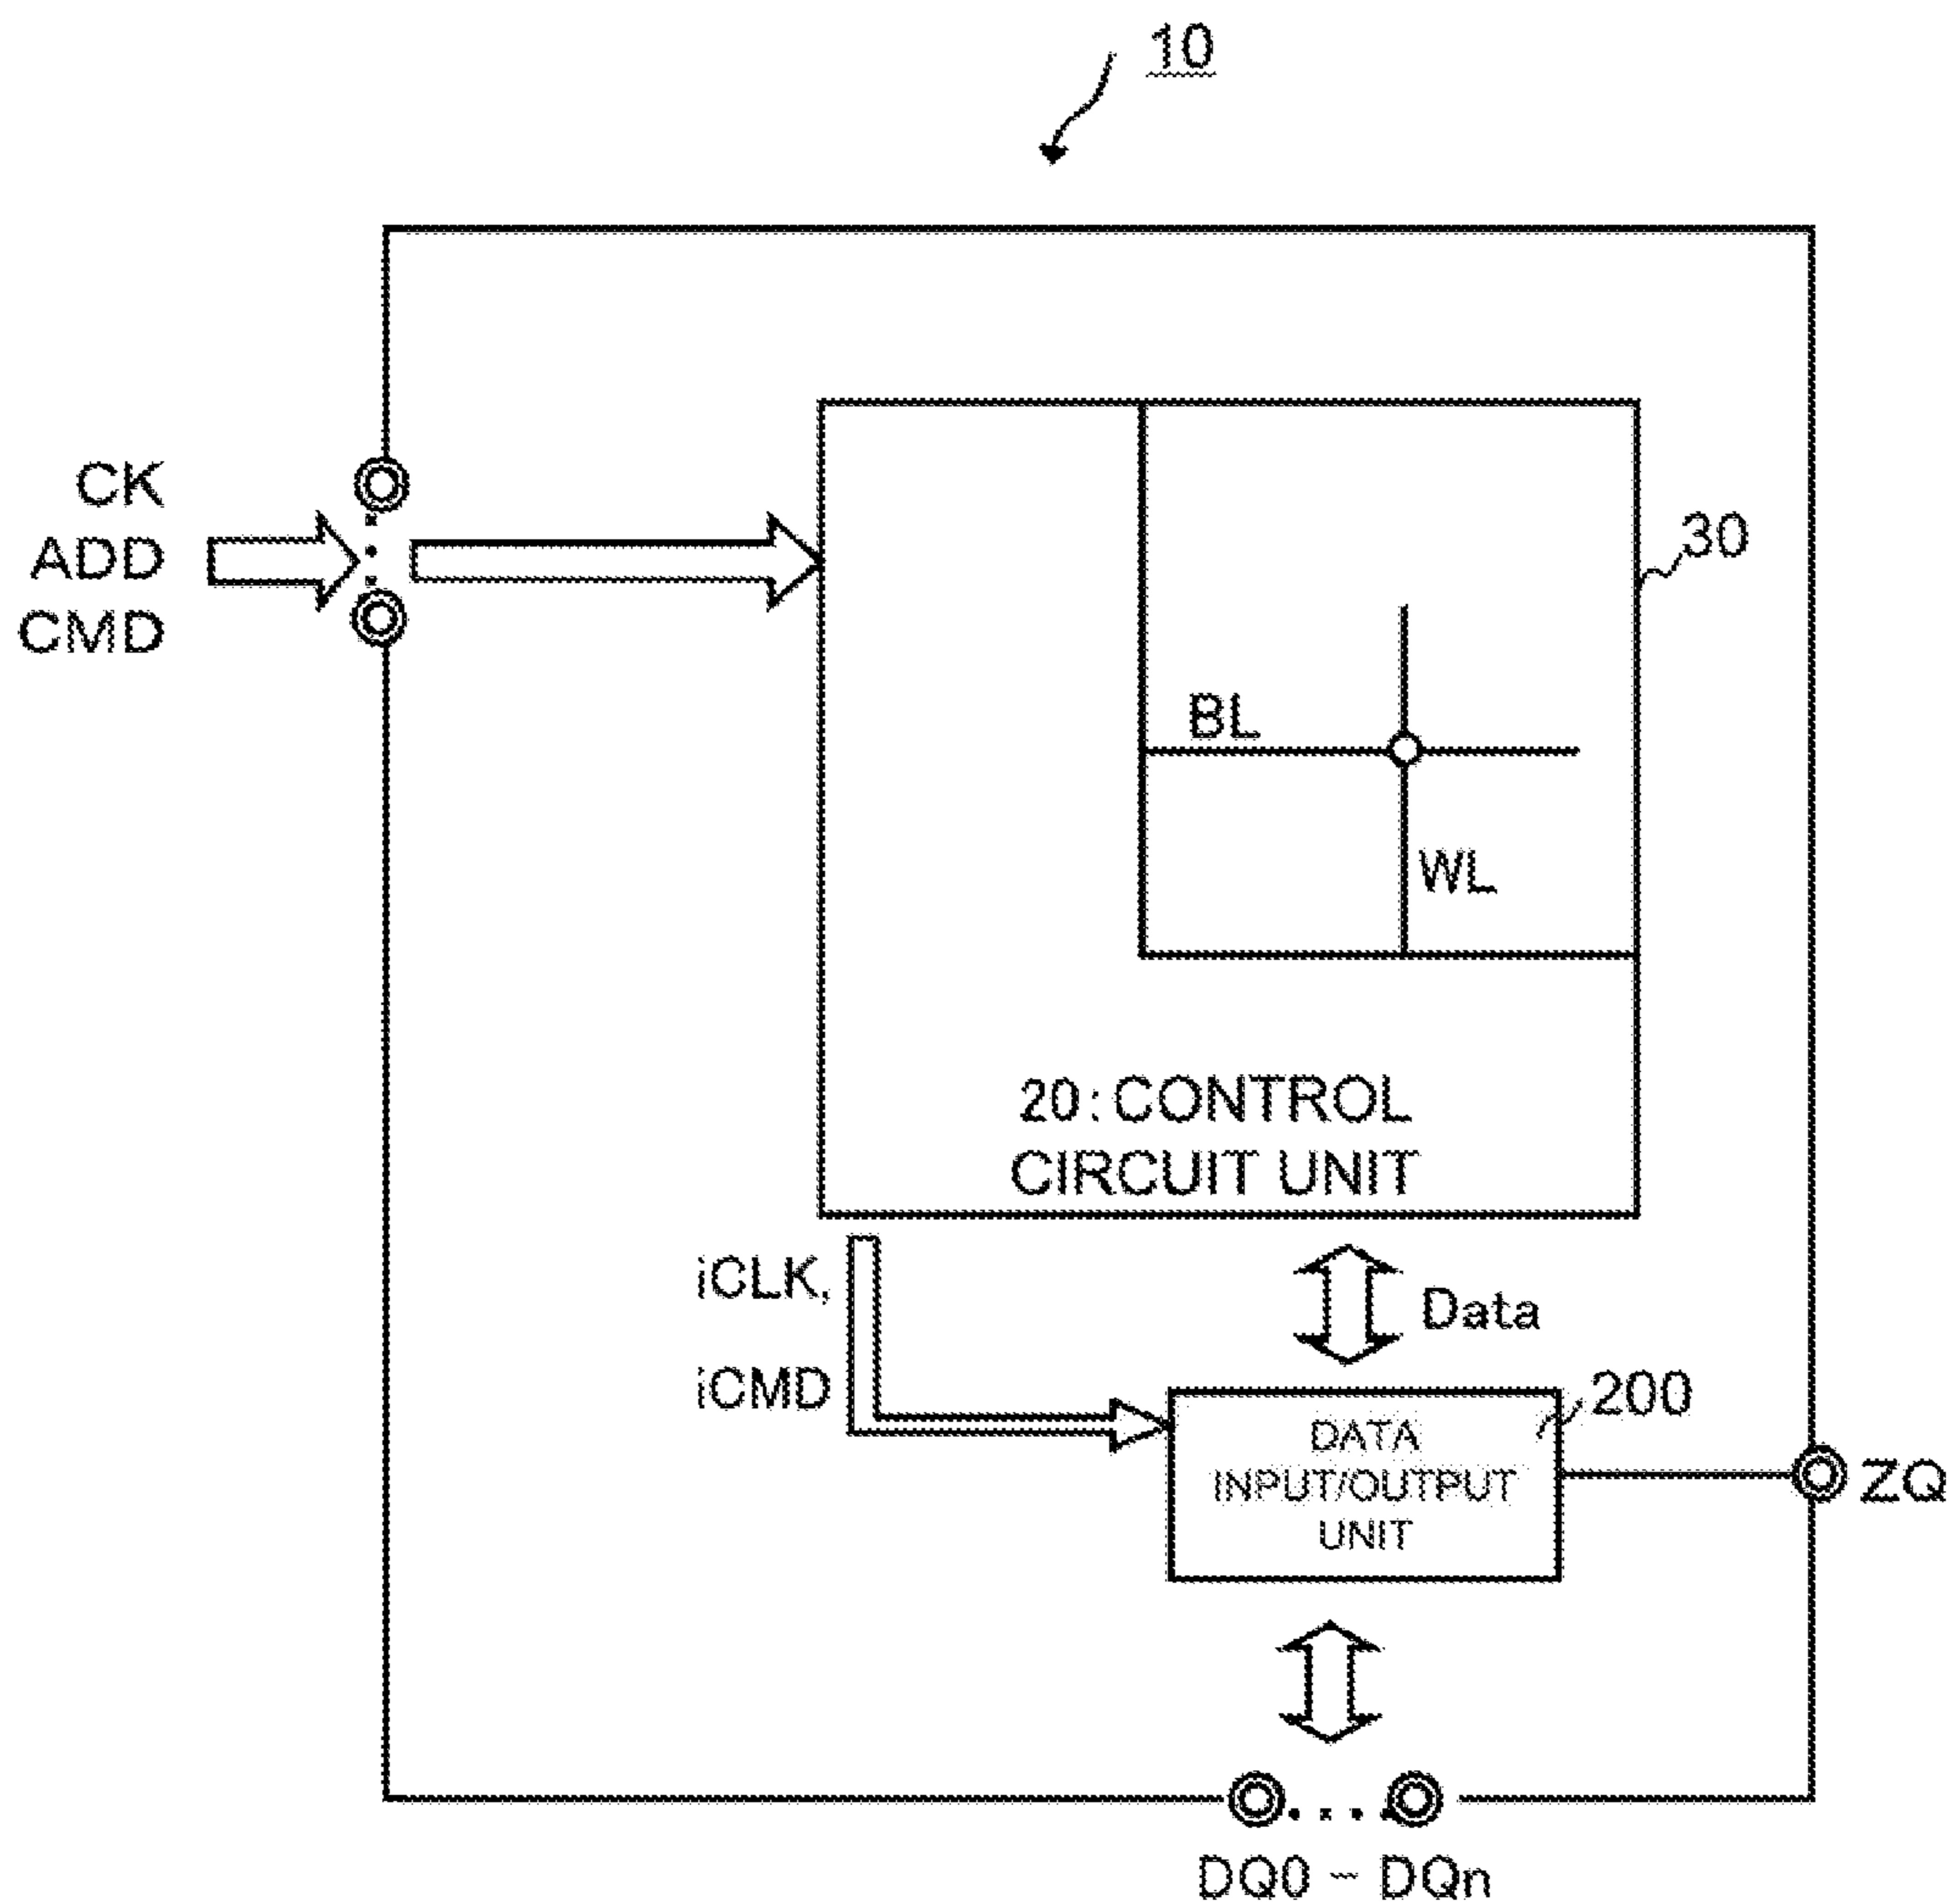 10
CK
ADD
CMD
30
BL
WL
20: CONTROL
CIRCUIT UNIT
iCLK,
iCMD
Data
200
DATA
INPUT/OUTPUT
UNIT
ZQ
DQ0 ~ DQn